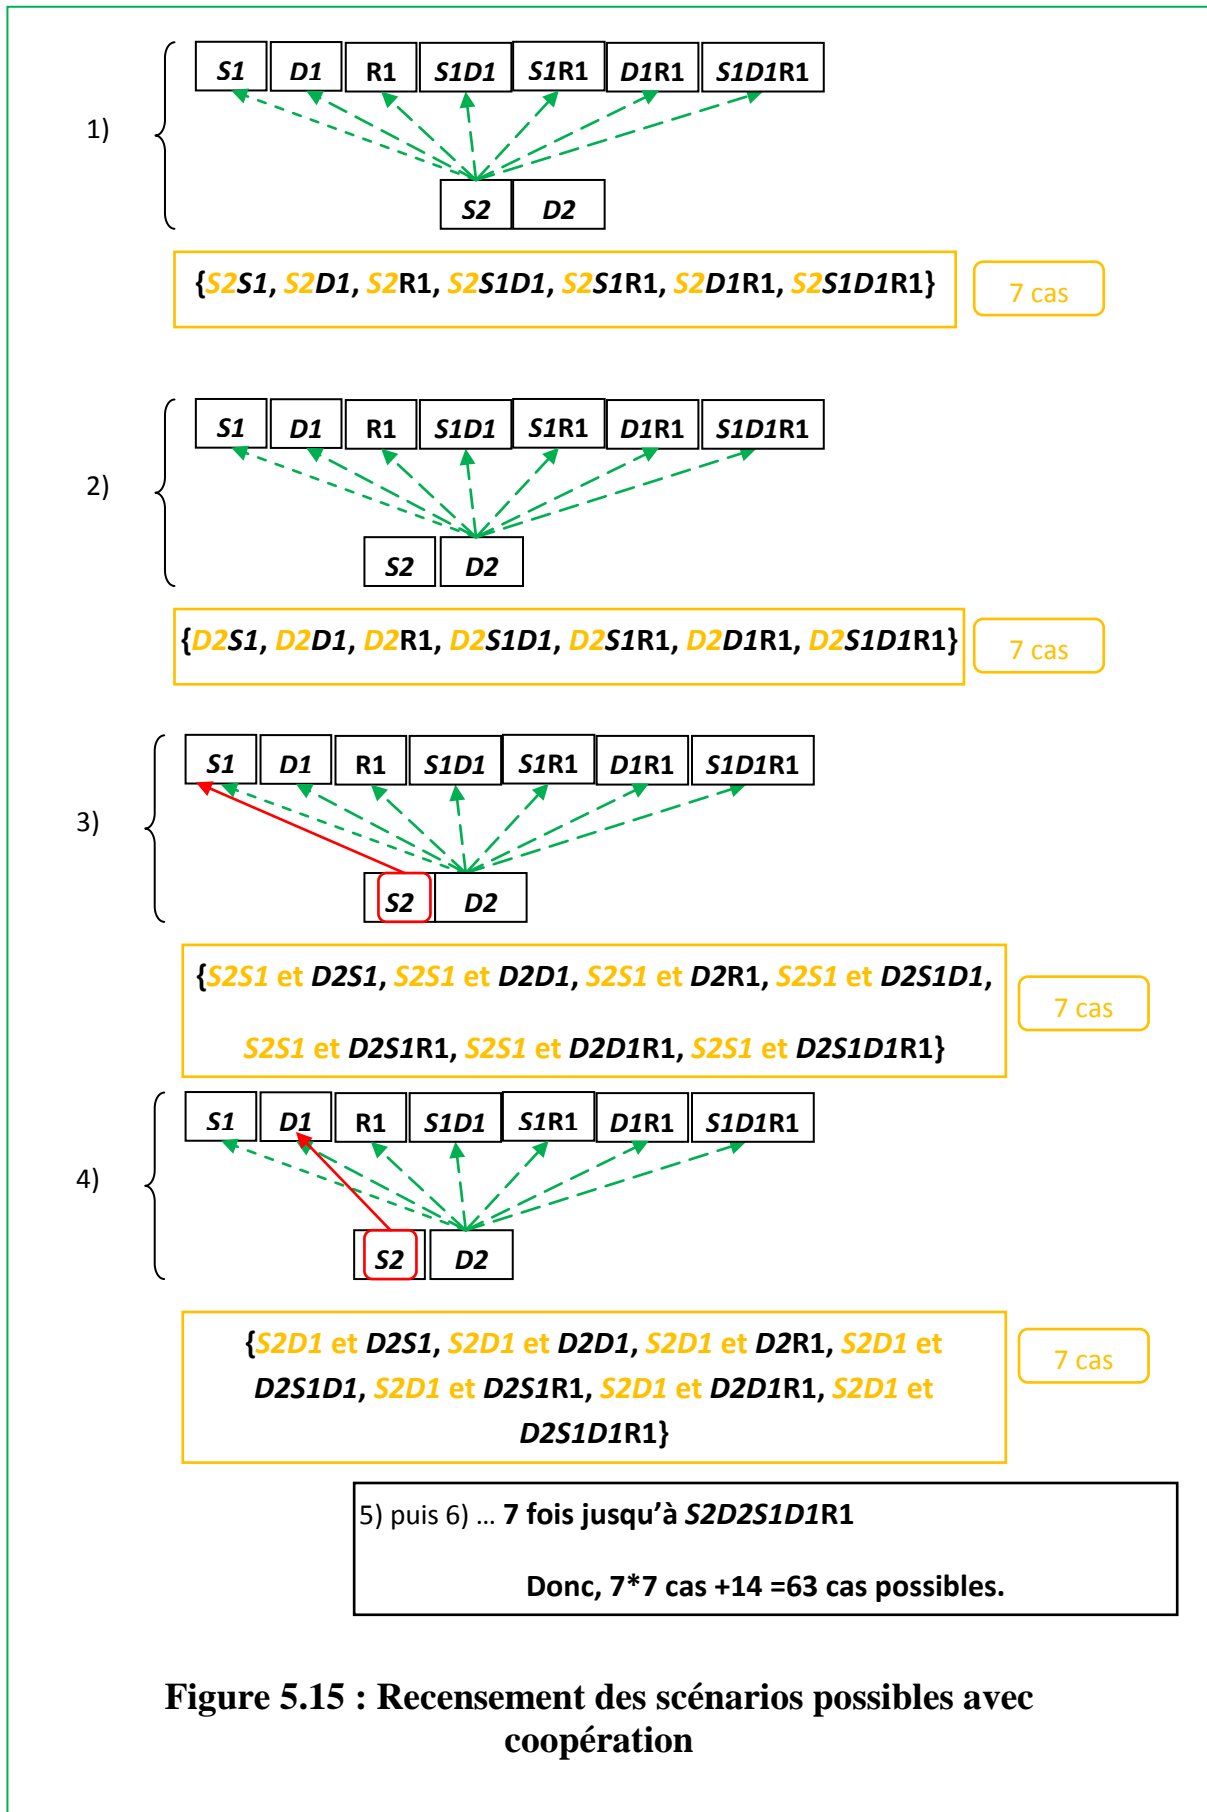 S1 D1 R1 S1D1 S1R1 D1R1 S1D1R1
1)
S2 D2
{S2S1, S2D1, S2R1, S2S1D1, S2S1R1, S2D1R1, S2S1D1R1}
7 cas
S1 D1 R1 S1D1 S1R1 D1R1 S1D1R1
2)
S2 D2
{D2S1, D2D1, D2R1, D2S1D1, D2S1R1, D2D1R1, D2S1D1R1}
7 cas
S1 D1 R1 S1D1 S1R1 D1R1 S1D1R1
3)
S2 D2
{S2S1 et D2S1, S2S1 et D2D1, S2S1 et D2R1, S2S1 et D2S1D1,
S2S1 et D2S1R1, S2S1 et D2D1R1, S2S1 et D2S1D1R1}
7 cas
S1 D1 R1 S1D1 S1R1 D1R1 S1D1R1
4)
S2 D2
{S2D1 et D2S1, S2D1 et D2D1, S2D1 et D2R1, S2D1 et
D2S1D1, S2D1 et D2S1R1, S2D1 et D2D1R1, S2D1 et
D2S1D1R1}
7 cas
5) puis 6) … 7 fois jusqu’à S2D2S1D1R1
Donc, 7*7 cas +14 =63 cas possibles.
Figure 5.15 : Recensement des scénarios possibles avec
coopération